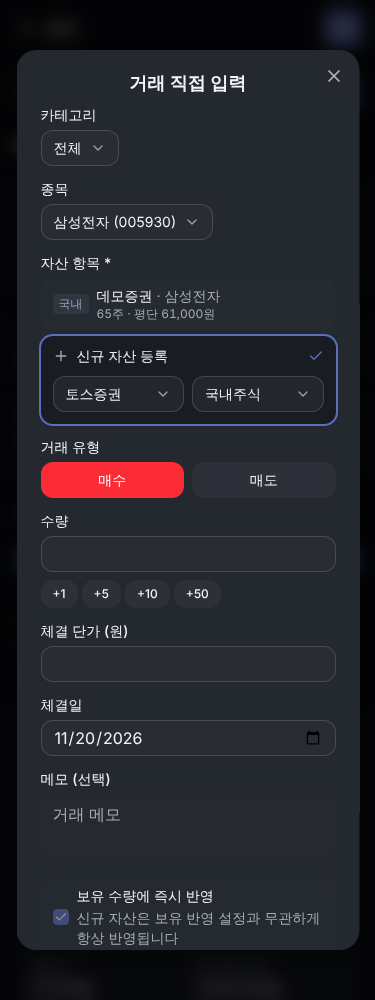 거래 직접 입력
카테고리
전체
종목
삼성전자 (005930)
자산 항목 *
국내
데모증권 · 삼성전자
65주 · 평단 61,000원
신규 자산 등록
토스증권
국내주식
거래 유형
매수
매도
수량
+1
+5
+10
+50
체결 단가 (원)
체결일
11/20/2026
메모 (선택)
거래 메모
보유 수량에 즉시 반영
신규 자산은 보유 반영 설정과 무관하게
항상 반영됩니다